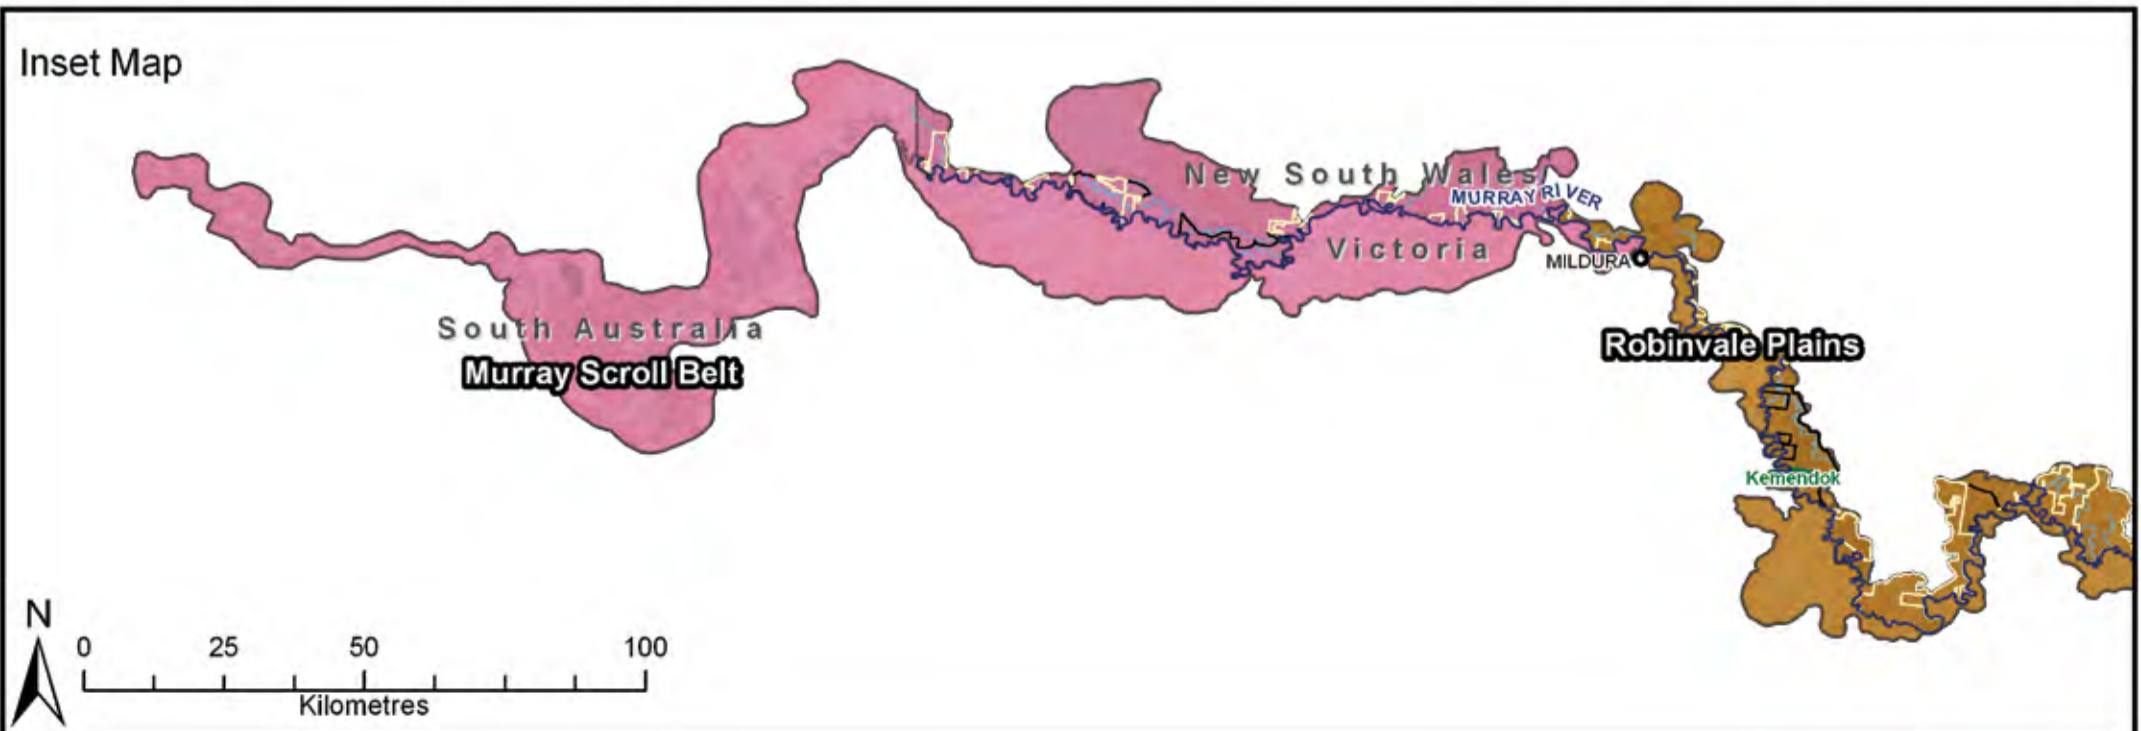 Inset Map
New South Wales
MURRAY RIVER
Victoria
MILDURA
South Australia
Murray Scroll Belt
Robinvale Plains
Kemendok
N
0 25 50 100
Kilometres